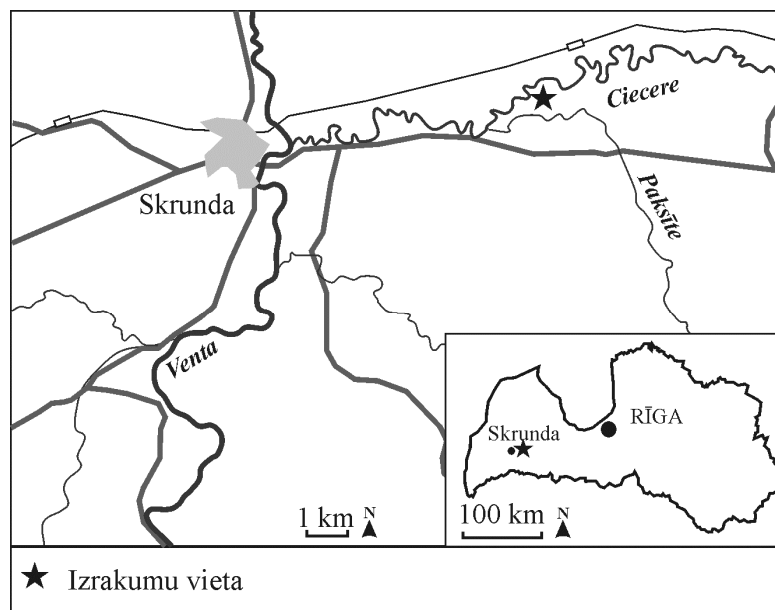 Ciecere
Paksīte
Skrunda
Venta
1 km N
RĪGA
Skrunda
100 km N
Izrakumu vieta